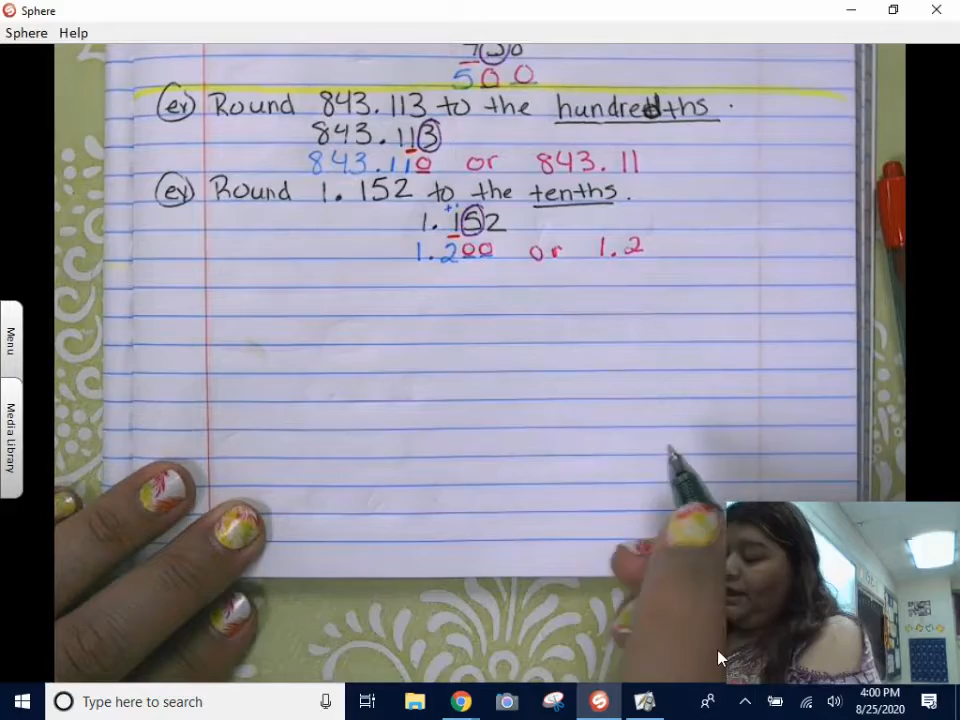 Sphere
Sphere Help
500
ex Round 843.113 to the hundredths.
843.113
843.110 or 843.11
ex Round 1.152 to the tenths.
+1
1.152
1.200 or 1.2
Menu
Media Library
Type here to search
4:00 PM
8/25/2020